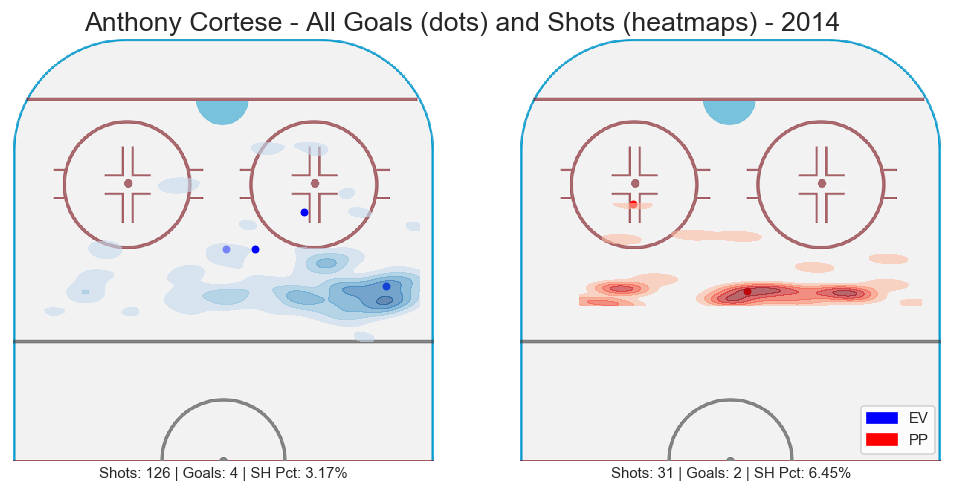 Anthony Cortese - All Goals (dots) and Shots (heatmaps) - 2014
EV
PP
Shots: 126 | Goals: 4 | SH Pct: 3.17%
Shots: 31 | Goals: 2 | SH Pct: 6.45%